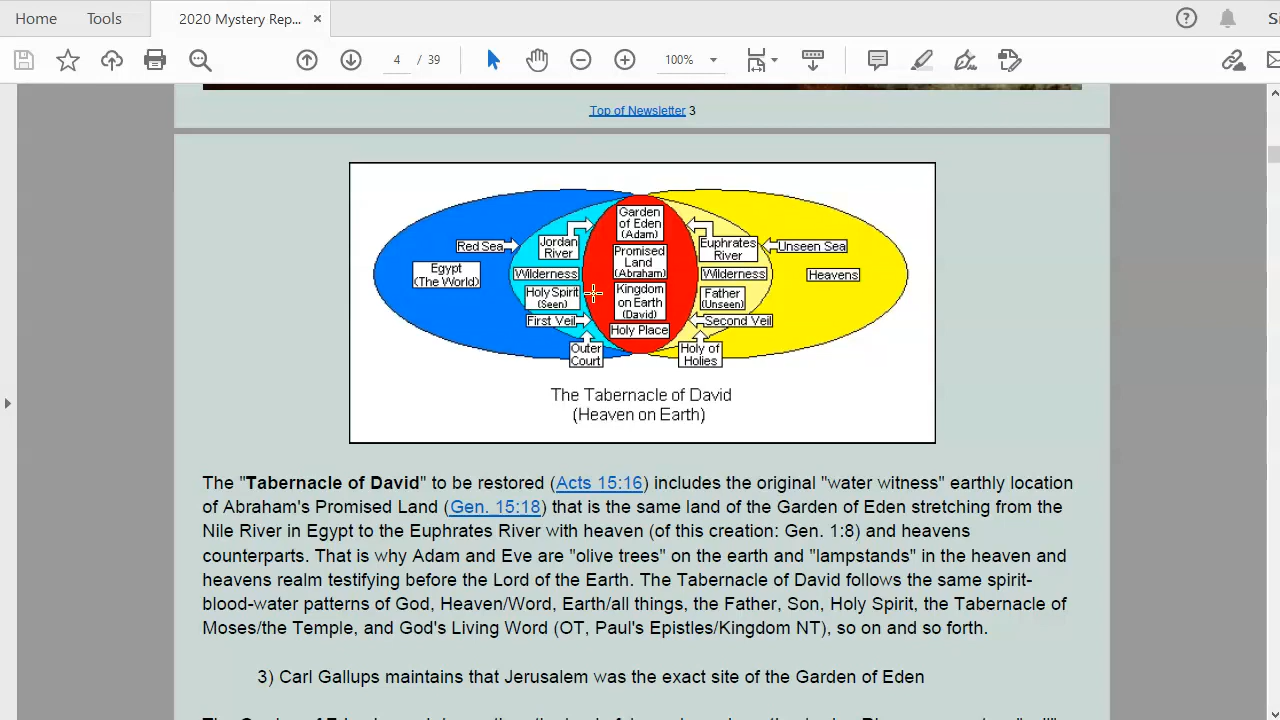 Home
Tools
2020 Mystery Rep...
4
/ 39
100%
Top of Newsletter 3
Garden
of Eden
(Adam)
Jordan
River
Red Sea
Promised
Land
(Abraham)
Euphrates
River
Unseen Sea
Egypt
(The World)
Wilderness
Wilderness
Heavens
Holy Spirit
(Seen)
Kingdom
on Earth
(David)
Father
(Unseen)
First Veil
Holy Place
Second Veil
Outer
Court
Holy of
Holies
The Tabernacle of David
(Heaven on Earth)
The "Tabernacle of David" to be restored (Acts 15:16) includes the original "water witness" earthly location
of Abraham's Promised Land (Gen. 15:18) that is the same land of the Garden of Eden stretching from the
Nile River in Egypt to the Euphrates River with heaven (of this creation: Gen. 1:8) and heavens
counterparts. That is why Adam and Eve are "olive trees" on the earth and "lampstands" in the heaven and
heavens realm testifying before the Lord of the Earth. The Tabernacle of David follows the same spirit-
blood-water patterns of God, Heaven/Word, Earth/all things, the Father, Son, Holy Spirit, the Tabernacle of
Moses/the Temple, and God's Living Word (OT, Paul's Epistles/Kingdom NT), so on and so forth.
3) Carl Gallups maintains that Jerusalem was the exact site of the Garden of Eden